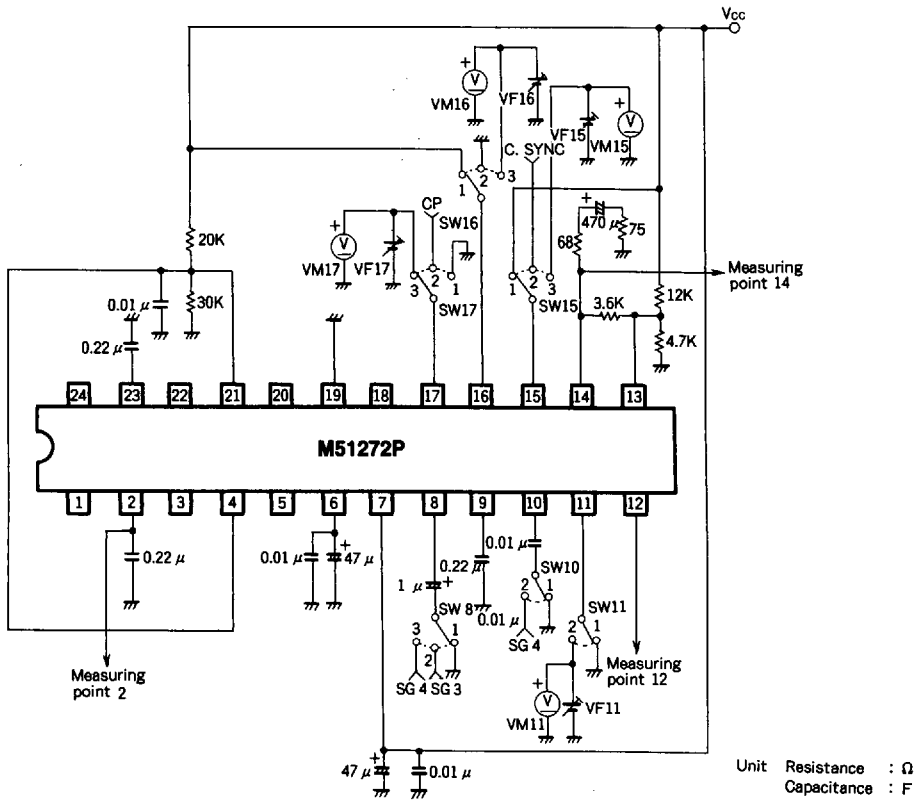 Vcc
+
V
VM16
VF16
+
V
VF15
VM15
C. SYNC
1
2
3
CP
SW16
+
470 μ
75
68
20K
+
V
VM17
VF17
3
2
1
SW17
1
2
3
SW15
Measuring
point 14
0.01 μ
30K
3.6K
12K
4.7K
0.22 μ
24
23
22
21
20
19
18
17
16
15
14
13
M51272P
1
2
3
4
5
6
7
8
9
10
11
12
0.22 μ
0.01 μ
+
47 μ
1 μ
+
0.22 μ
0.01 μ
SW10
2
1
0.01 μ
SG 4
SW 8
3
2
1
SG 4
SG 3
SW11
2
1
Measuring
point 2
Measuring
point 12
+
V
VM11
VF11
47 μ
+
0.01 μ
Unit Resistance : Ω
Capacitance : F